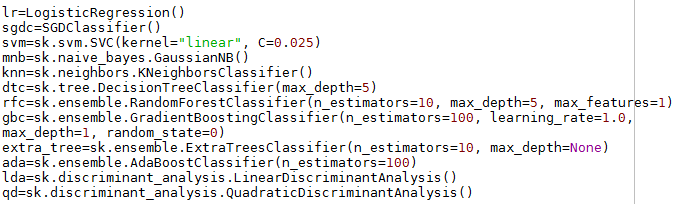 lr=LogisticRegression()
sgdc=SGDClassifier()
svm=sk.svm.SVC(kernel="linear", C=0.025)
mnb=sk.naive_bayes.GaussianNB()
knn=sk.neighbors.KNeighborsClassifier()
dtc=sk.tree.DecisionTreeClassifier(max_depth=5)
rfc=sk.ensemble.RandomForestClassifier(n_estimators=10, max_depth=5, max_features=1)
gbc=sk.ensemble.GradientBoostingClassifier(n_estimators=100, learning_rate=1.0,
max_depth=1, random_state=0)
extra_tree=sk.ensemble.ExtraTreesClassifier(n_estimators=10, max_depth=None)
ada=sk.ensemble.AdaBoostClassifier(n_estimators=100)
lda=sk.discriminant_analysis.LinearDiscriminantAnalysis()
qd=sk.discriminant_analysis.QuadraticDiscriminantAnalysis()